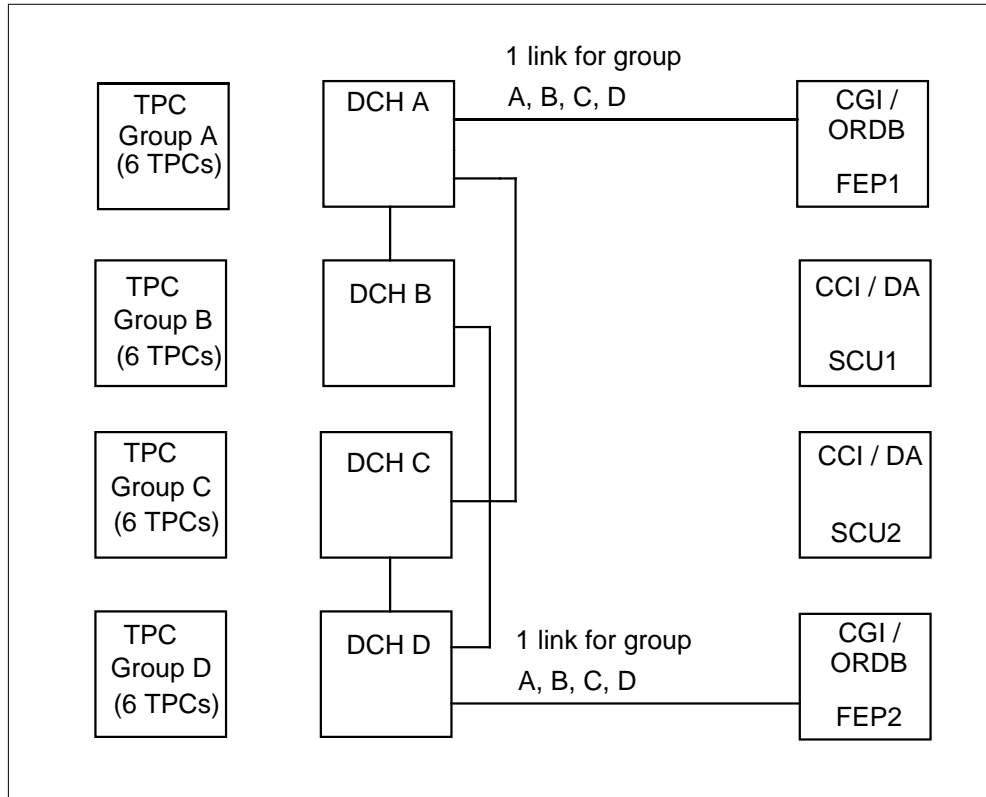 1 link for group
A, B, C, D
TPC
Group A
(6 TPCs)
DCH A
CGI /
ORDB
FEP1
TPC
Group B
(6 TPCs)
DCH B
CCI / DA
SCU1
TPC
Group C
(6 TPCs)
DCH C
CCI / DA
SCU2
TPC
Group D
(6 TPCs)
DCH D
1 link for group
A, B, C, D
CGI /
ORDB
FEP2